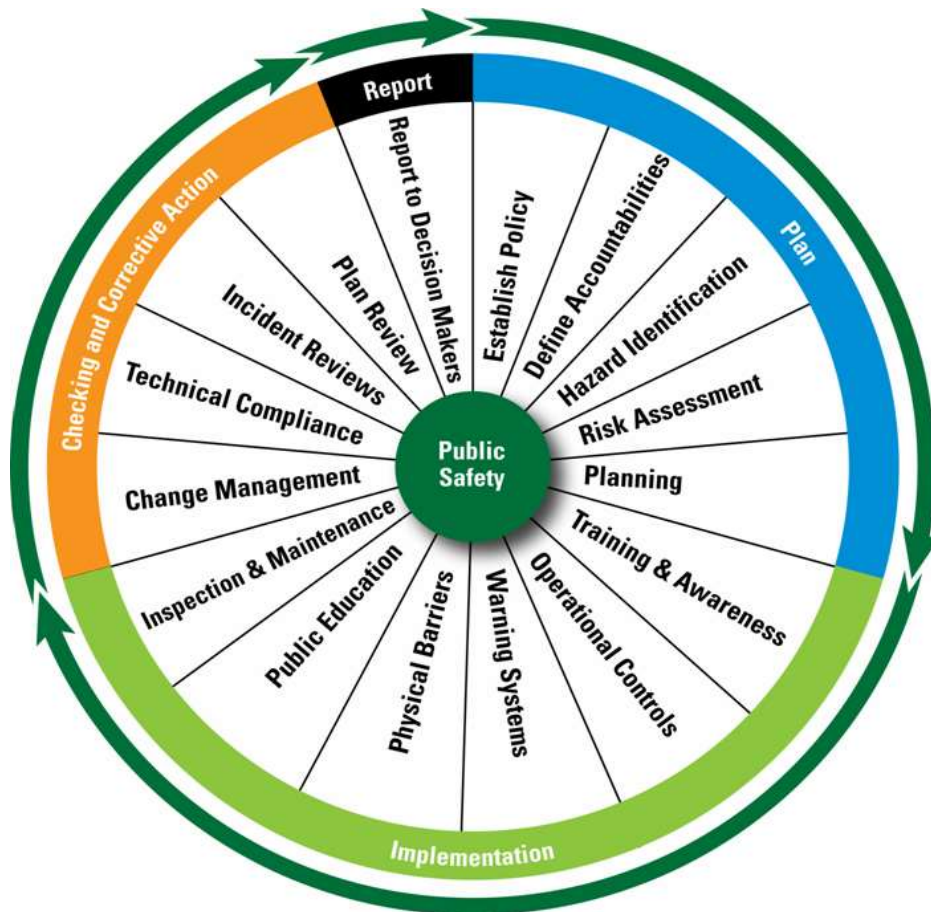 Report
Plan
Implementation
Checking and Corrective Action
Public
Safety
Establish Policy
Define Accountabilities
Hazard Identification
Risk Assessment
Planning
Training & Awareness
Operational Controls
Warning Systems
Physical Barriers
Public Education
Inspection & Maintenance
Change Management
Technical Compliance
Incident Reviews
Plan Review
Report to Decision Makers